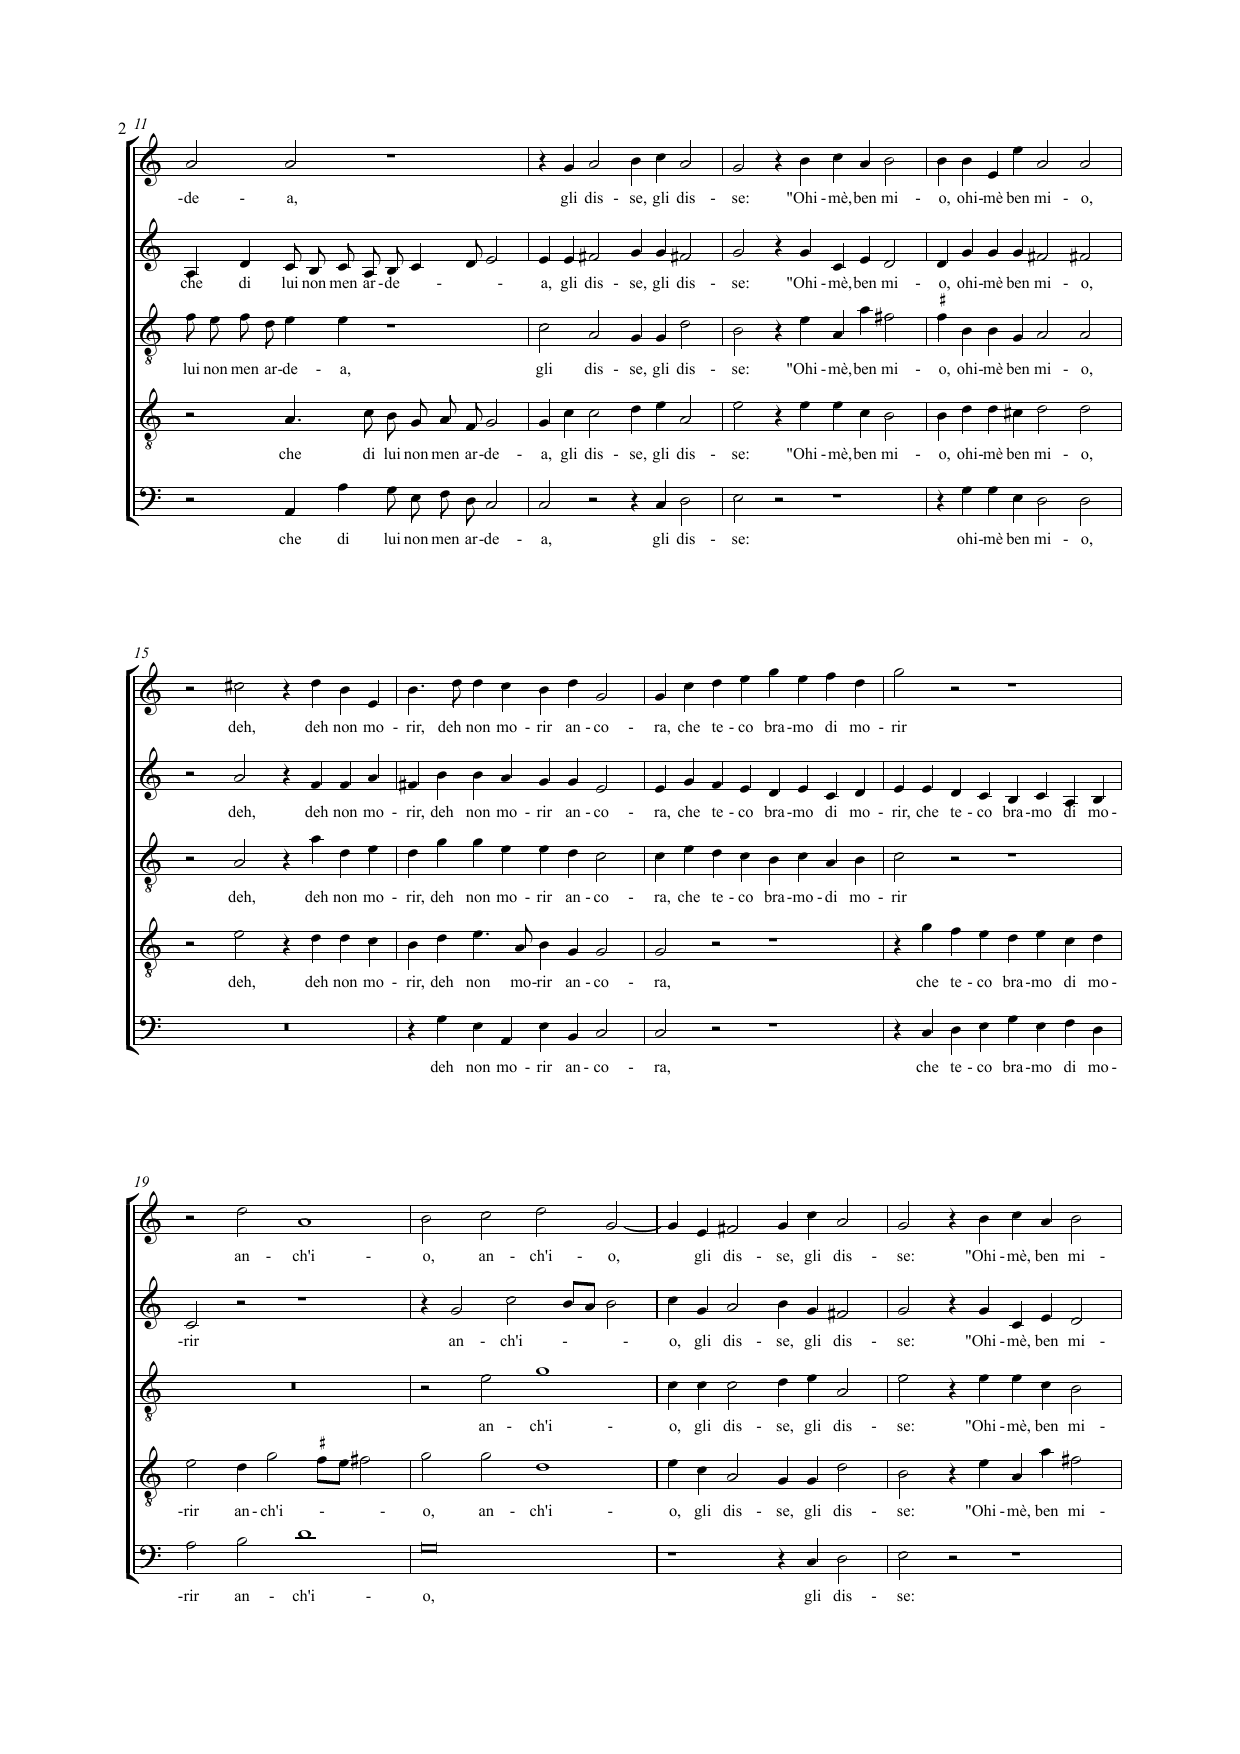 2 11
-de - a, gli dis - se, gli dis - se: "Ohi - mè, ben mi - o, ohi-mè ben mi - o,
che di lui non men ar-de - - a, gli dis - se, gli dis - se: "Ohi-mè, ben mi - o, ohi-mè ben mi - o,
lui non men ar-de - a, gli dis - se, gli dis - se: "Ohi-mè, ben mi - o, ohi-mè ben mi - o,
che di lui non men ar-de - a, gli dis - se, gli dis - se: "Ohi-mè, ben mi - o, ohi-mè ben mi - o,
che di lui non men ar-de - a, gli dis - se: ohi-mè ben mi - o,
15
deh, deh non mo - rir, deh non mo - rir an - co - ra, che te - co bra - mo di mo - rir
deh, deh non mo - rir, deh non mo - rir an - co - ra, che te - co bra - mo di mo - rir, che te - co bra - mo di mo -
deh, deh non mo - rir, deh non mo - rir an - co - ra, che te - co bra - mo - di mo - rir
deh, deh non mo - rir, deh non mo-rir an - co - ra, che te - co bra - mo di mo -
deh non mo - rir an - co - ra, che te - co bra - mo di mo -
19
an - ch'i - o, an - ch'i - o, gli dis - se, gli dis - se: "Ohi - mè, ben mi -
-rir an - ch'i - - o, gli dis - se, gli dis - se: "Ohi - mè, ben mi -
an - ch'i - o, gli dis - se, gli dis - se: "Ohi - mè, ben mi -
-rir an - ch'i - - o, an - ch'i - o, gli dis - se, gli dis - se: "Ohi - mè, ben mi -
-rir an - ch'i - o, gli dis - se: